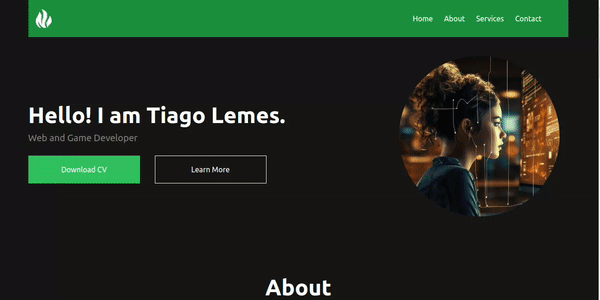 Home About Services Contact
Hello! I am Tiago Lemes.
Web and Game Developer
Download CV Learn More
About